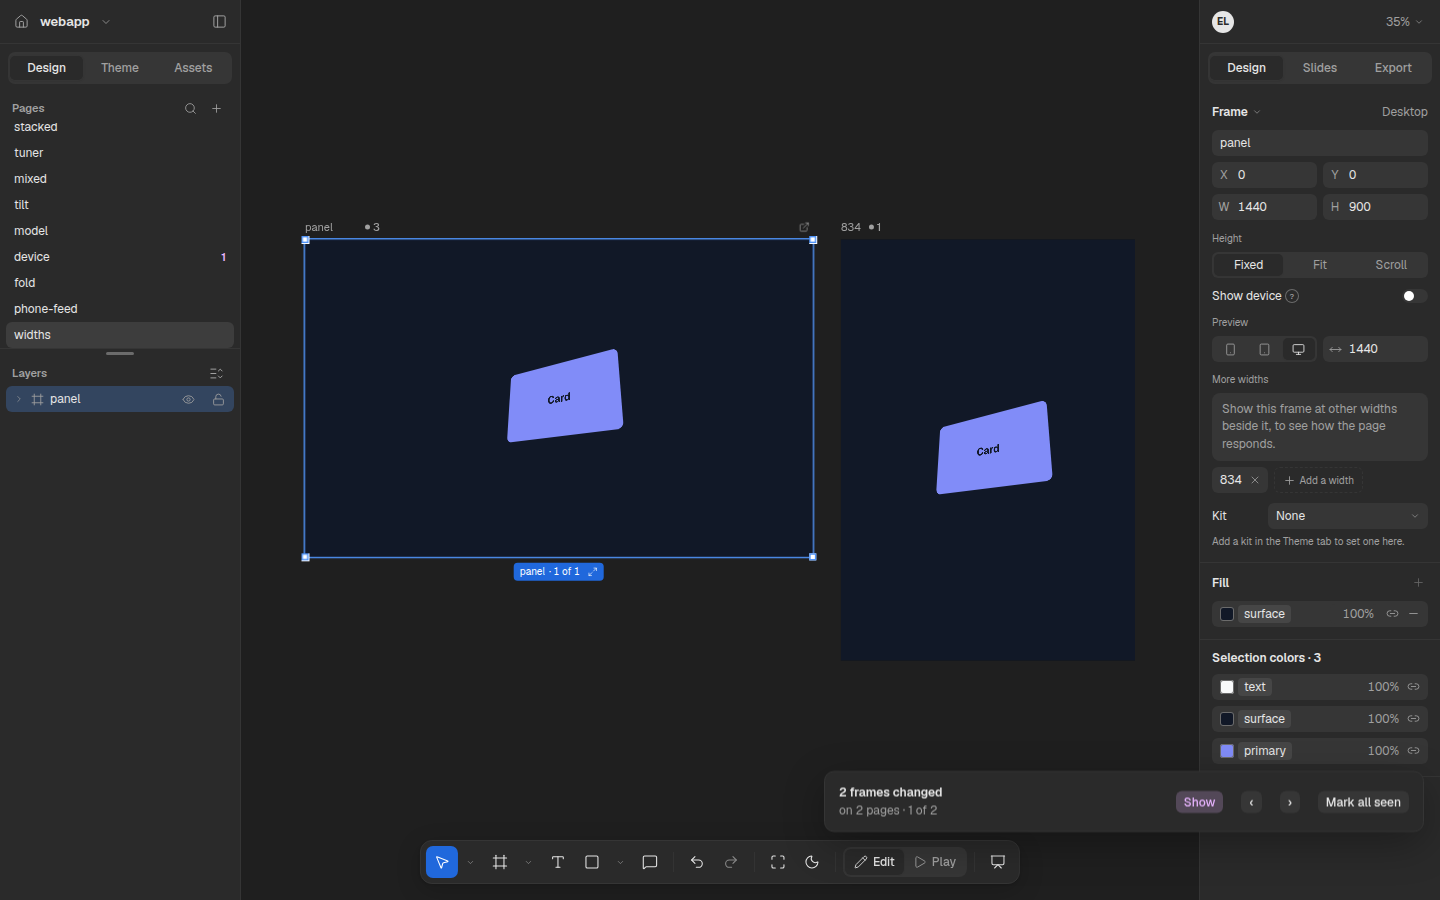 webapp
Design
Theme
Assets
Pages
stacked
tuner
mixed
tilt
model
device 1
fold
phone-feed
widths
Layers
panel
panel 3
834 1
Card
Card
panel · 1 of 1
EL
35%
Design
Slides
Export
Frame
Desktop
panel
X 0
Y 0
W 1440
H 900
Height
Fixed
Fit
Scroll
Show device ?
Preview
1440
More widths
Show this frame at other widths
beside it, to see how the page
responds.
834
Add a width
Kit
None
Add a kit in the Theme tab to set one here.
Fill
surface 100%
Selection colors · 3
text 100%
surface 100%
primary 100%
2 frames changed
on 2 pages · 1 of 2
Show
‹
›
Mark all seen
Edit
Play